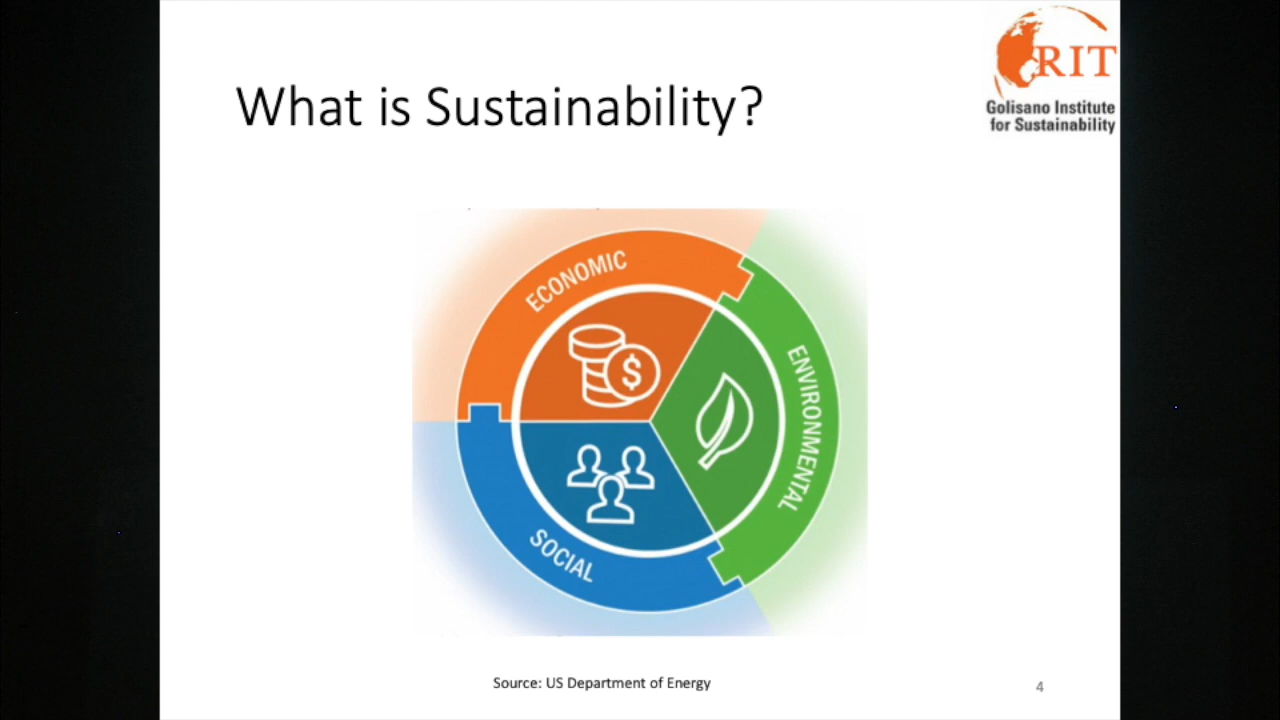 RIT
Golisano Institute
for Sustainability
What is Sustainability?
ECONOMIC
$
ENVIRONMENTAL
SOCIAL
Source: US Department of Energy
4